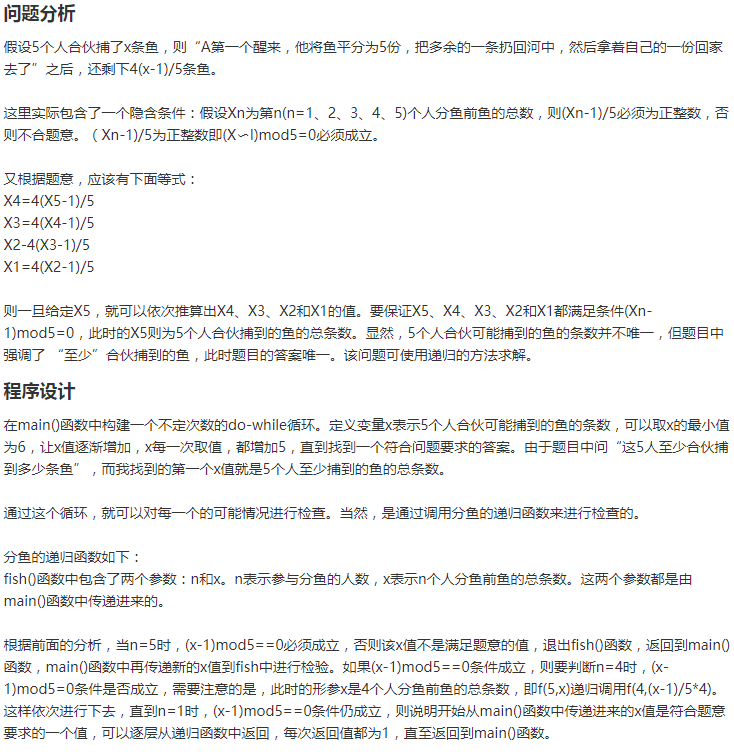 问题分析
假设5个人合伙捕了x条鱼，则“A第一个醒来，他将鱼平分为5份，把多余的一条扔回河中，然后拿着自己的一份回家
去了”之后，还剩下4(x-1)/5条鱼。
这里实际包含了一个隐含条件：假设Xn为第n(n=1、2、3、4、5)个人分鱼前鱼的总数，则(Xn-1)/5必须为正整数，否
则不合题意。（ Xn-1)/5为正整数即(X∽l)mod5=0必须成立。
又根据题意，应该有下面等式：
X4=4(X5-1)/5
X3=4(X4-1)/5
X2-4(X3-1)/5
X1=4(X2-1)/5
则一旦给定X5，就可以依次推算出X4、X3、X2和X1的值。要保证X5、X4、X3、X2和X1都满足条件(Xn-
1)mod5=0，此时的X5则为5个人合伙捕到的鱼的总条数。显然，5个人合伙可能捕到的鱼的条数并不唯一，但题目中
强调了 “至少”合伙捕到的鱼，此时题目的答案唯一。该问题可使用递归的方法求解。
程序设计
在main()函数中构建一个不定次数的do-while循环。定义变量x表示5个人合伙可能捕到的鱼的条数，可以取x的最小值
为6，让x值逐渐增加，x每一次取值，都增加5，直到找到一个符合问题要求的答案。由于题目中问“这5人至少合伙捕
到多少条鱼”，而我找到的第一个x值就是5个人至少捕到的鱼的总条数。
通过这个循环，就可以对每一个的可能情况进行检查。当然，是通过调用分鱼的递归函数来进行检查的。
分鱼的递归函数如下：
fish()函数中包含了两个参数：n和x。n表示参与分鱼的人数，x表示n个人分鱼前鱼的总条数。这两个参数都是由
main()函数中传递进来的。
根据前面的分析，当n=5时，(x-1)mod5==0必须成立，否则该x值不是满足题意的值，退出fish()函数，返回到main()
函数，main()函数中再传递新的x值到fish中进行检验。如果(x-1)mod5==0条件成立，则要判断n=4时，(x-
1)mod5=0条件是否成立，需要注意的是，此时的形参x是4个人分鱼前鱼的总条数，即f(5,x)递归调用f(4,(x-1)/5*4)。
这样依次进行下去，直到n=1时，(x-1)mod5==0条件仍成立，则说明开始从main()函数中传递进来的x值是符合题意
要求的一个值，可以逐层从递归函数中返回，每次返回值都为1，直至返回到main()函数。